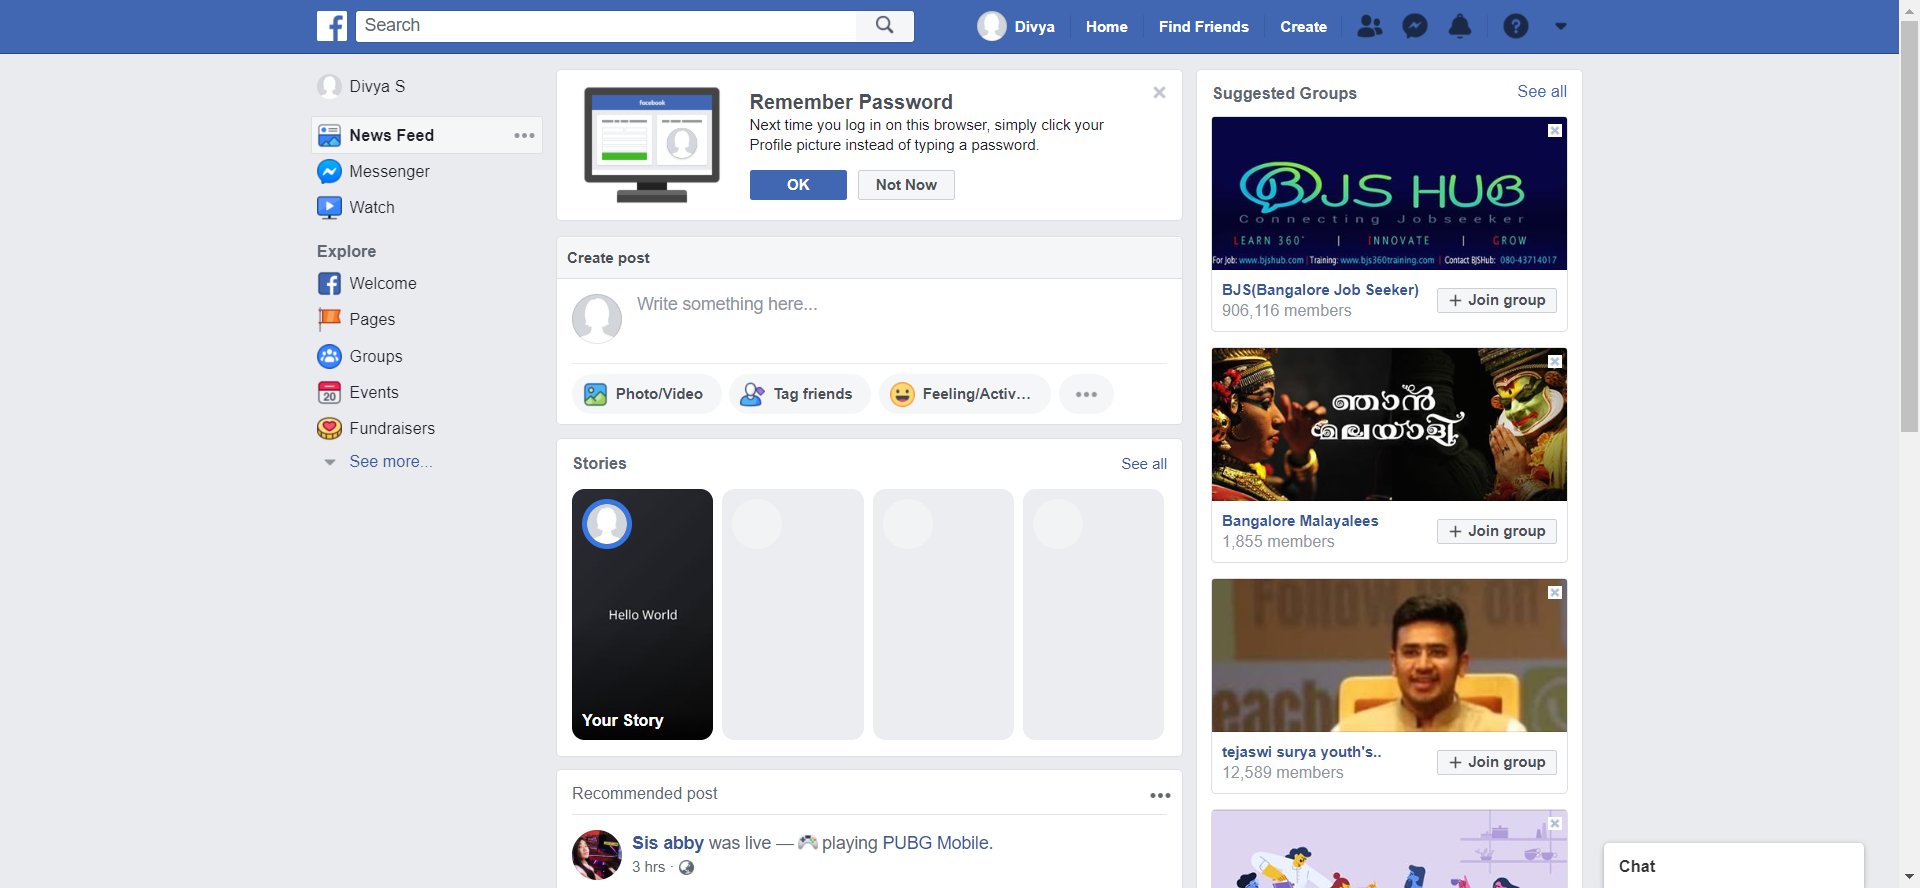 Search
Divya
Home
Find Friends
Create
Divya S
News Feed
Messenger
Watch
Explore
Welcome
Pages
Groups
20
Events
Fundraisers
See more...
facebook
Remember Password
Next time you log in on this browser, simply click your
Profile picture instead of typing a password.
OK
Not Now
Create post
Write something here...
Photo/Video
Tag friends
Feeling/Activ...
Stories
See all
Hello World
Your Story
Recommended post
Sis abby was live — 🎮 playing PUBG Mobile.
3 hrs ·
Suggested Groups
See all
BJS HUB
Connecting Jobseeker
LEARN 360° | INNOVATE | GROW
For Job: www.bjshub.com | Training: www.bjs360training.com | Contact BJSHub: 080-43714017
BJS(Bangalore Job Seeker)
906,116 members
+ Join group
ഞാൻ
മലയാളി
Bangalore Malayalees
1,855 members
+ Join group
Follow on
each
tejaswi surya youth's..
12,589 members
+ Join group
Chat